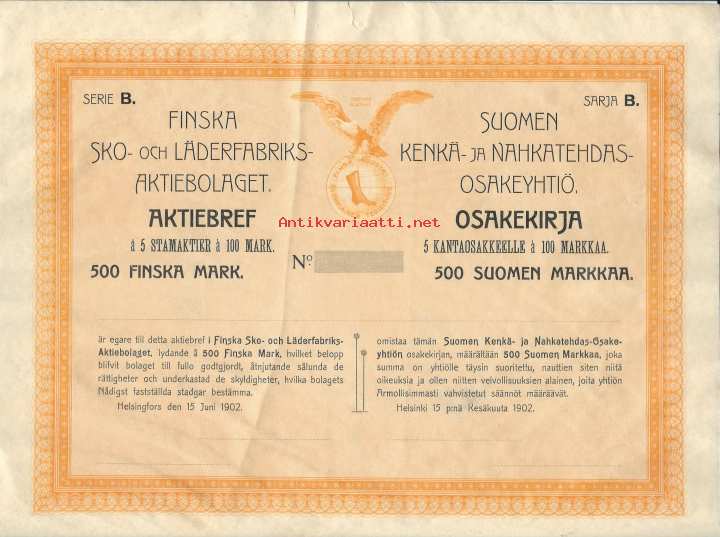 SERIE B.
FINSKA
SKO- OCH LÄDERFABRIKS-
AKTIEBOLAGET.
AKTIEBREF
à 5 STAMAKTIER à 100 MARK.
500 FINSKA MARK.
SARJA B.
SUOMEN
KENKÄ- JA NAHKATEHDAS-
OSAKEYHTIÖ.
OSAKEKIRJA
5 KANTAOSAKKEELLE à 100 MARKKAA.
500 SUOMEN MARKKAA.
Antikvariaatti.net
No.
är egare till detta aktiebref i Finska Sko- och Läderfabriks-
Aktiebolaget, lydande å 500 Finska Mark, hvilket belopp
blifvit bolaget till fullo godtgjordt, åtnjutande sålunda de
rättigheter och underkastad de skyldigheter, hvilka bolagets
Nådigst fastställda stadgar bestämma.
Helsingfors den 15 Juni 1902.
omistaa tämän Suomen Kenkä- ja Nahkatehdas-Osake-
yhtiön osakekirjan, määrältään 500 Suomen Markkaa, joka
summa on yhtiölle täysin suoritettu, nauttien siten niitä
oikeuksia ja ollen niitten velvollisuuksien alainen, joita yhtiön
Armollisimmasti vahvistetut säännöt määräävät.
Helsinki 15 p:nä Kesäkuuta 1902.